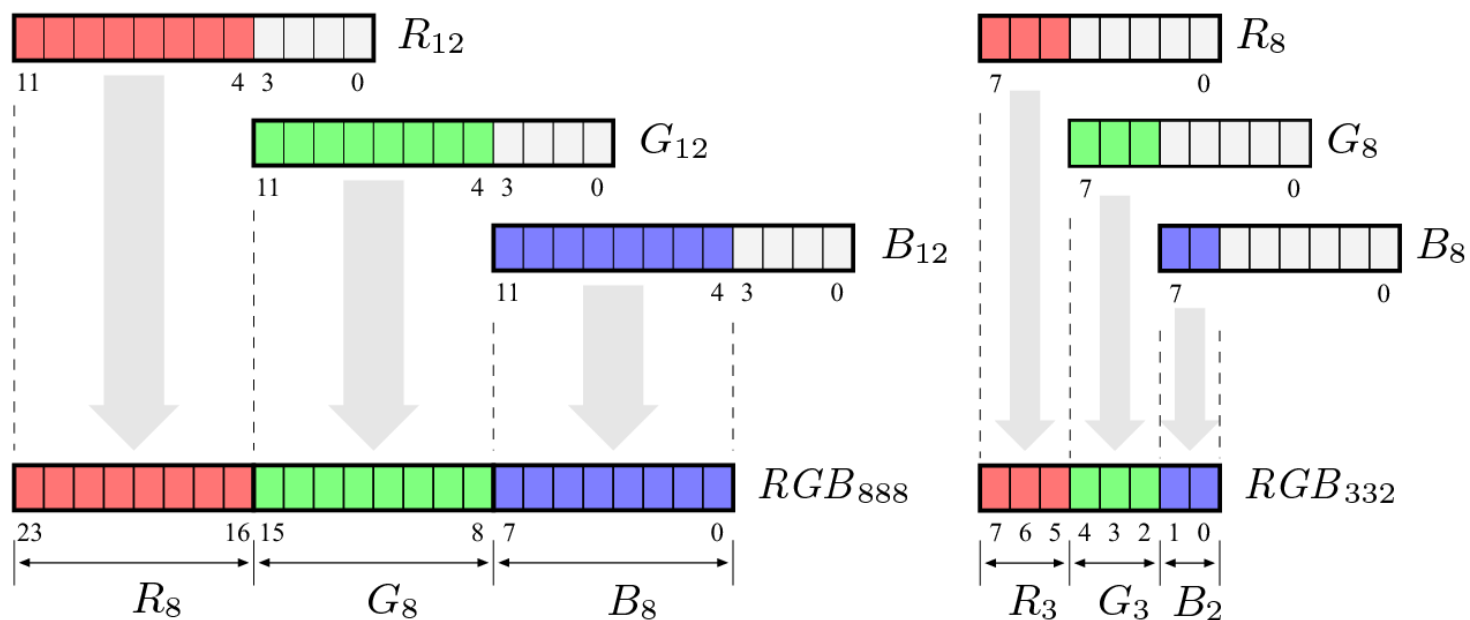 R12
11 4 3 0
G12
11 4 3 0
B12
11 4 3 0
RGB888
23 16 15 8 7 0
R8 G8 B8
R8
7 0
G8
7 0
B8
7 0
RGB332
7 6 5 4 3 2 1 0
R3 G3 B2